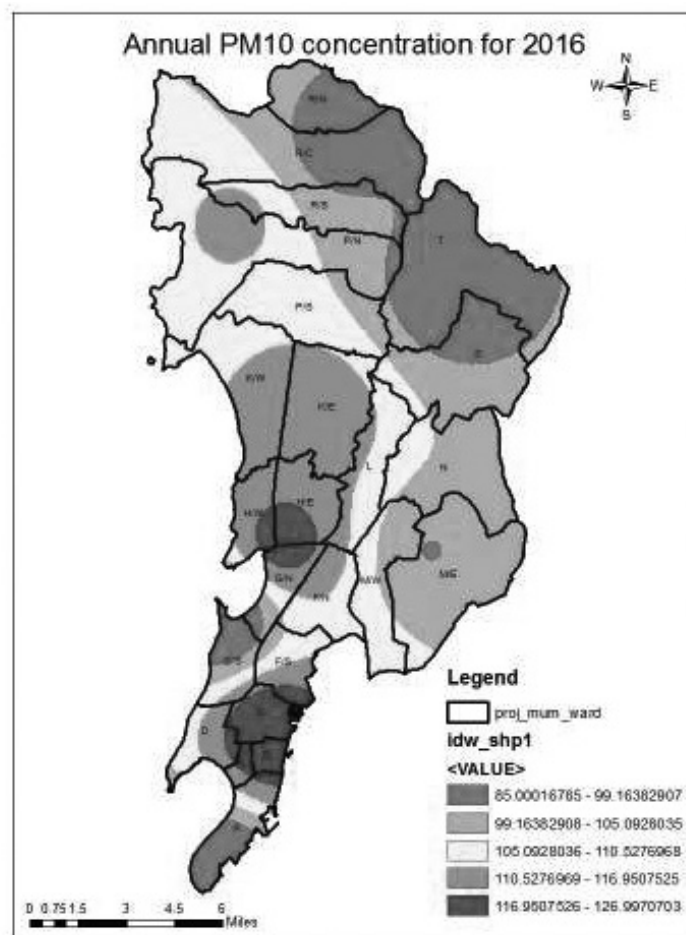 Annual PM10 concentration for 2016
N
W E
S
R/C
R/S
P/N
T
P/S
K/W
K/E
L
N
H/W
H/E
M/E
G/N
F/N
M/W
G/S
F/S
D
Legend
proj_mum_ward
idw_shp1
<VALUE>
85.00016785 - 99.16382907
99.16382908 - 105.0928035
105.0928036 - 110.5276968
110.5276969 - 116.9507525
116.9507526 - 126.9970703
0 0.75 1.5 3 4.5 6
Miles